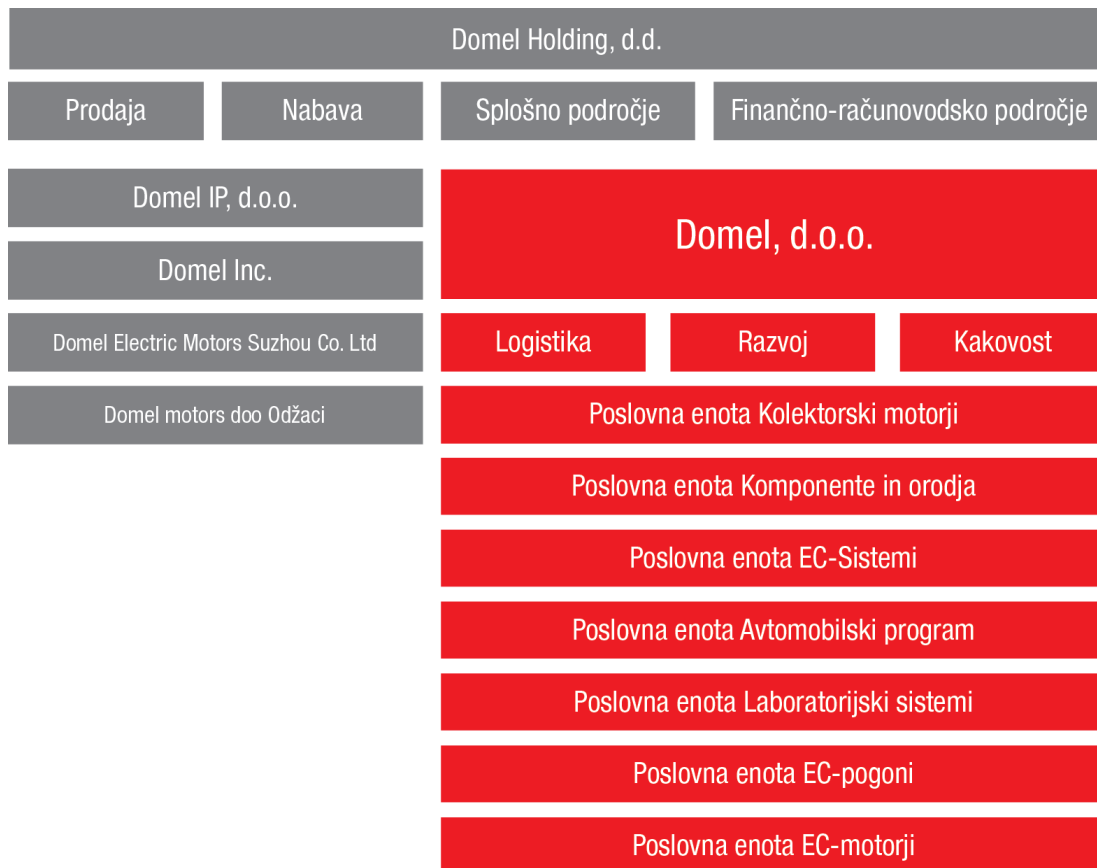 Domel Holding, d.d.
Prodaja
Nabava
Splošno področje
Finančno-računovodsko področje
Domel IP, d.o.o.
Domel Inc.
Domel Electric Motors Suzhou Co. Ltd
Domel motors doo Odžaci
Domel, d.o.o.
Logistika
Razvoj
Kakovost
Poslovna enota Kolektorski motorji
Poslovna enota Komponente in orodja
Poslovna enota EC-Sistemi
Poslovna enota Avtomobilski program
Poslovna enota Laboratorijski sistemi
Poslovna enota EC-pogoni
Poslovna enota EC-motorji